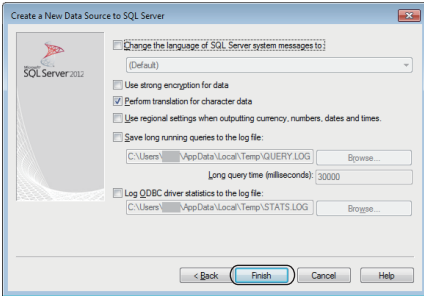 Create a New Data Source to SQL Server
Microsoft
SQL Server 2012
Change the language of SQL Server system messages to:
(Default)
Use strong encryption for data
Perform translation for character data
Use regional settings when outputting currency, numbers, dates and times.
Save long running queries to the log file:
C:\Users\ \AppData\Local\Temp\QUERY.LOG Browse...
Long query time (milliseconds): 30000
Log ODBC driver statistics to the log file:
C:\Users\ \AppData\Local\Temp\STATS.LOG Browse...
< Back Finish Cancel Help